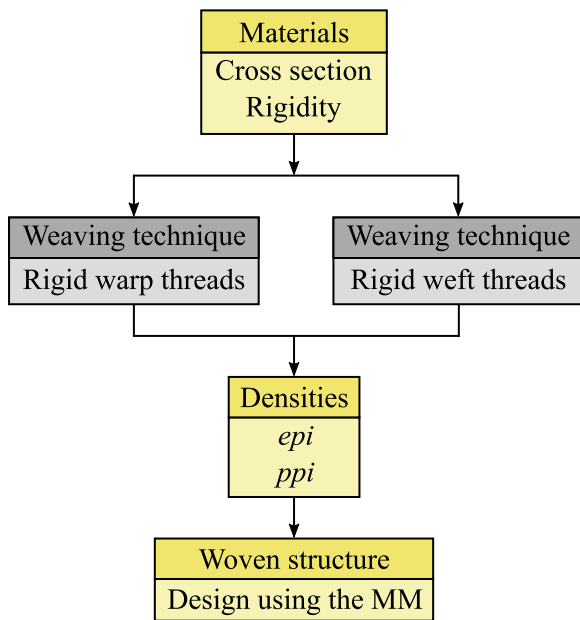 Materials
Cross section
Rigidity
Weaving technique
Rigid warp threads
Weaving technique
Rigid weft threads
Densities
epi
ppi
Woven structure
Design using the MM